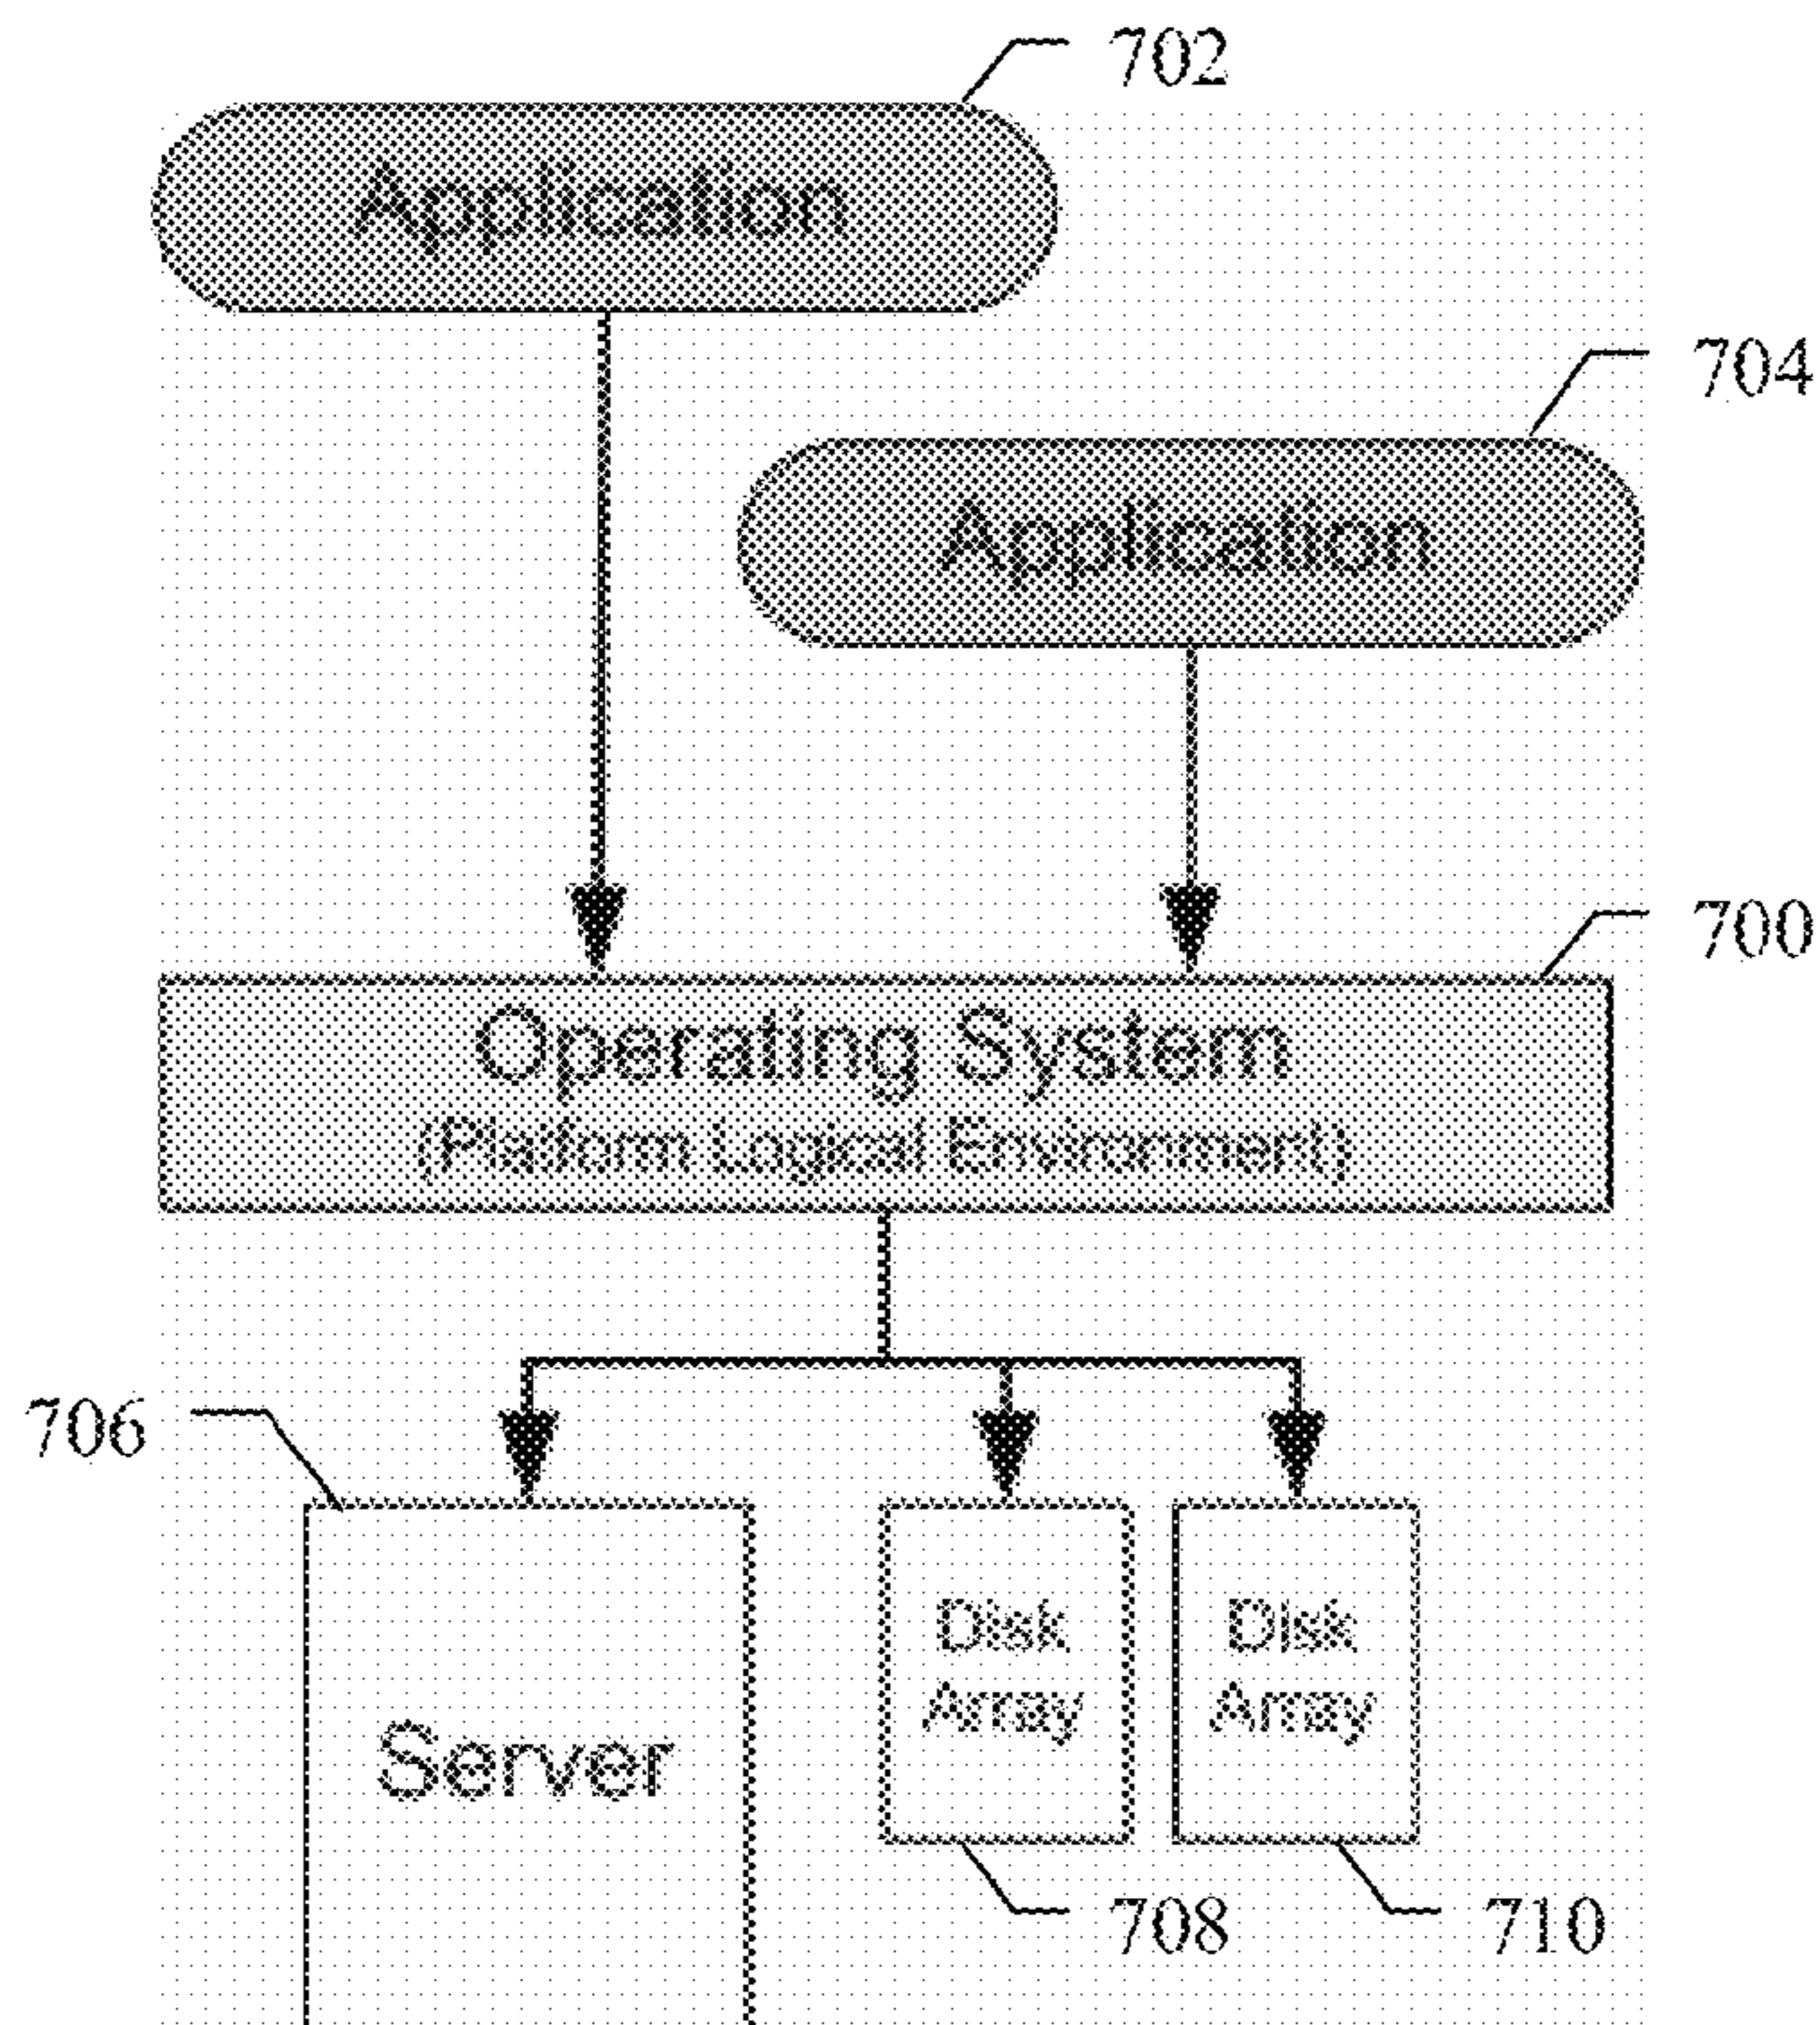 702
Application
704
Application
700
Operating System
(Platform Logical Environment)
706
Disk
Array
Disk
Array
Server
708
710